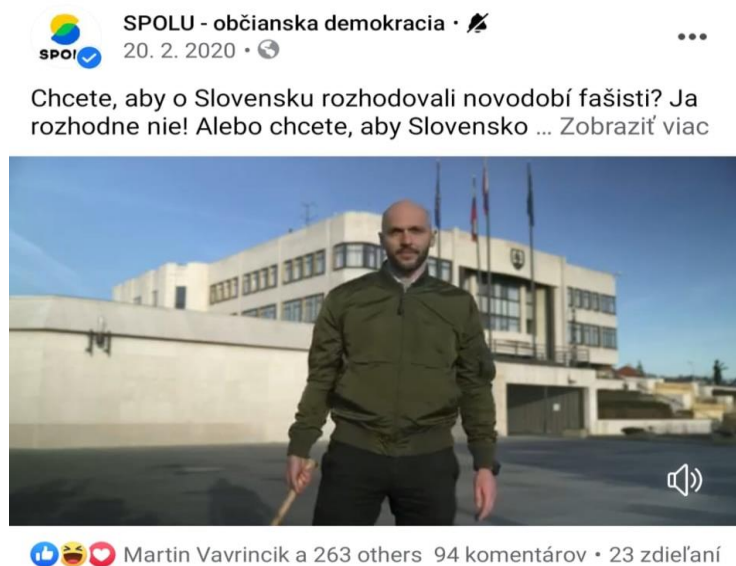 SPOLU - občianska demokracia ·
SPO!
20. 2. 2020 ·
Chcete, aby o Slovensku rozhodovali novodobí fašisti? Ja
rozhodne nie! Alebo chcete, aby Slovensko ... Zobraziť viac
Martin Vavrincik a 263 others 94 komentárov • 23 zdieľaní